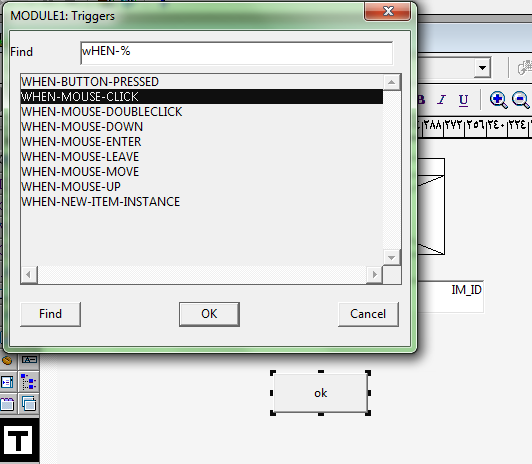 MODULE1: Triggers
Find wHEN-%
WHEN-BUTTON-PRESSED
WHEN-MOUSE-CLICK
WHEN-MOUSE-DOUBLECLICK
WHEN-MOUSE-DOWN
WHEN-MOUSE-ENTER
WHEN-MOUSE-LEAVE
WHEN-MOUSE-MOVE
WHEN-MOUSE-UP
WHEN-NEW-ITEM-INSTANCE
Find OK Cancel
B I U
٢٨٨ ٢٧٢ ٢٥٦ ٢٤٠ ٢٢٤
IM_ID
ok
T